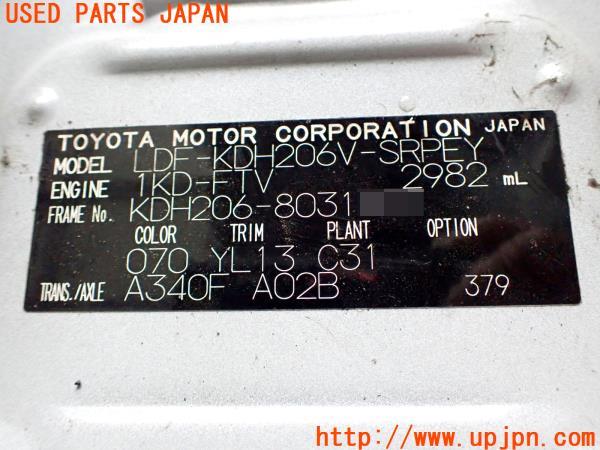 USED PARTS JAPAN
TOYOTA MOTOR CORPORATION JAPAN
MODEL LDF-KDH206V-SRPEY
ENGINE 1KD-FTV 2982 mL
FRAME No. KDH206-8031
COLOR TRIM PLANT OPTION
070 YL13 C31
TRANS./AXLE A340F A02B 379
http://www.upjpn.com